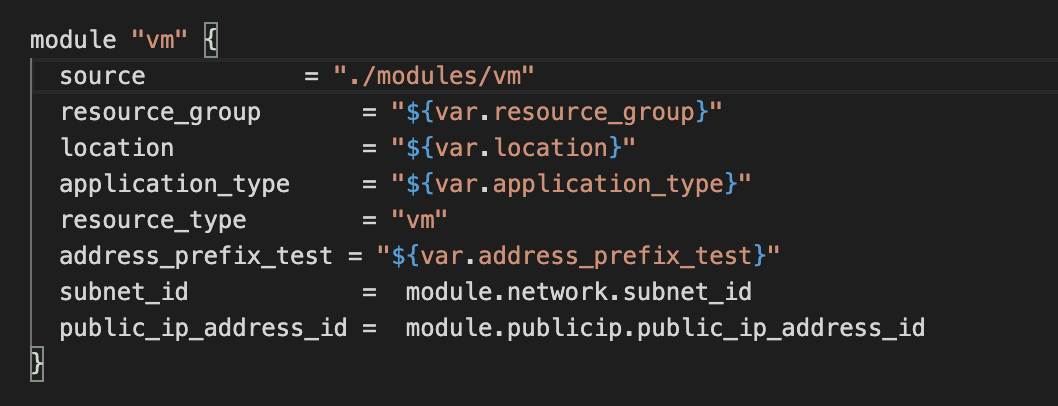 module "vm" {
  source           = "./modules/vm"
  resource_group       = "${var.resource_group}"
  location             = "${var.location}"
  application_type     = "${var.application_type}"
  resource_type        = "vm"
  address_prefix_test = "${var.address_prefix_test}"
  subnet_id            =  module.network.subnet_id
  public_ip_address_id =  module.publicip.public_ip_address_id
}